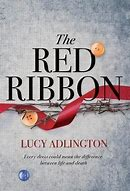 The
RED
RIBBON
LUCY ADLINGTON
Every dress could mean the difference
between life and death